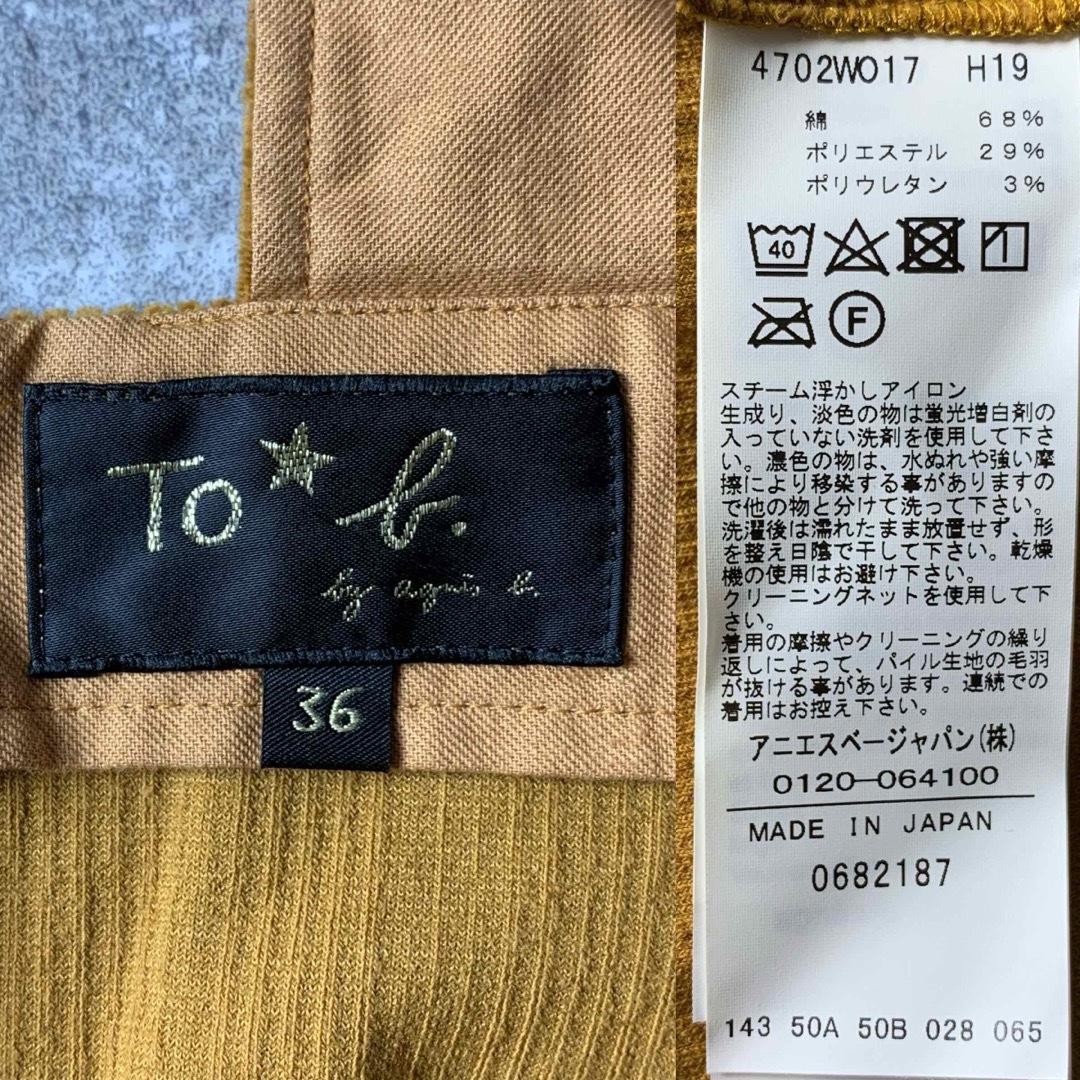 To★b.
by agnès b.
36
4702W017 H19
綿 68%
ポリエステル 29%
ポリウレタン 3%
40
F
スチーム浮かしアイロン
生成り、淡色の物は蛍光増白剤の
入っていない洗剤を使用して下さ
い。濃色の物は、水ぬれや強い摩
擦により移染する事がありますの
で他の物と分けて洗って下さい。
洗濯後は濡れたまま放置せず、形
を整え日陰で干して下さい。乾燥
機の使用はお避け下さい。
クリーニングネットを使用して下
さい。
着用の摩擦やクリーニングの繰り
返しによって、パイル生地の毛羽
が抜ける事があります。連続での
着用はお控え下さい。
アニエスベージャパン(株)
0120-064100
MADE IN JAPAN
0682187
143 50A 50B 028 065